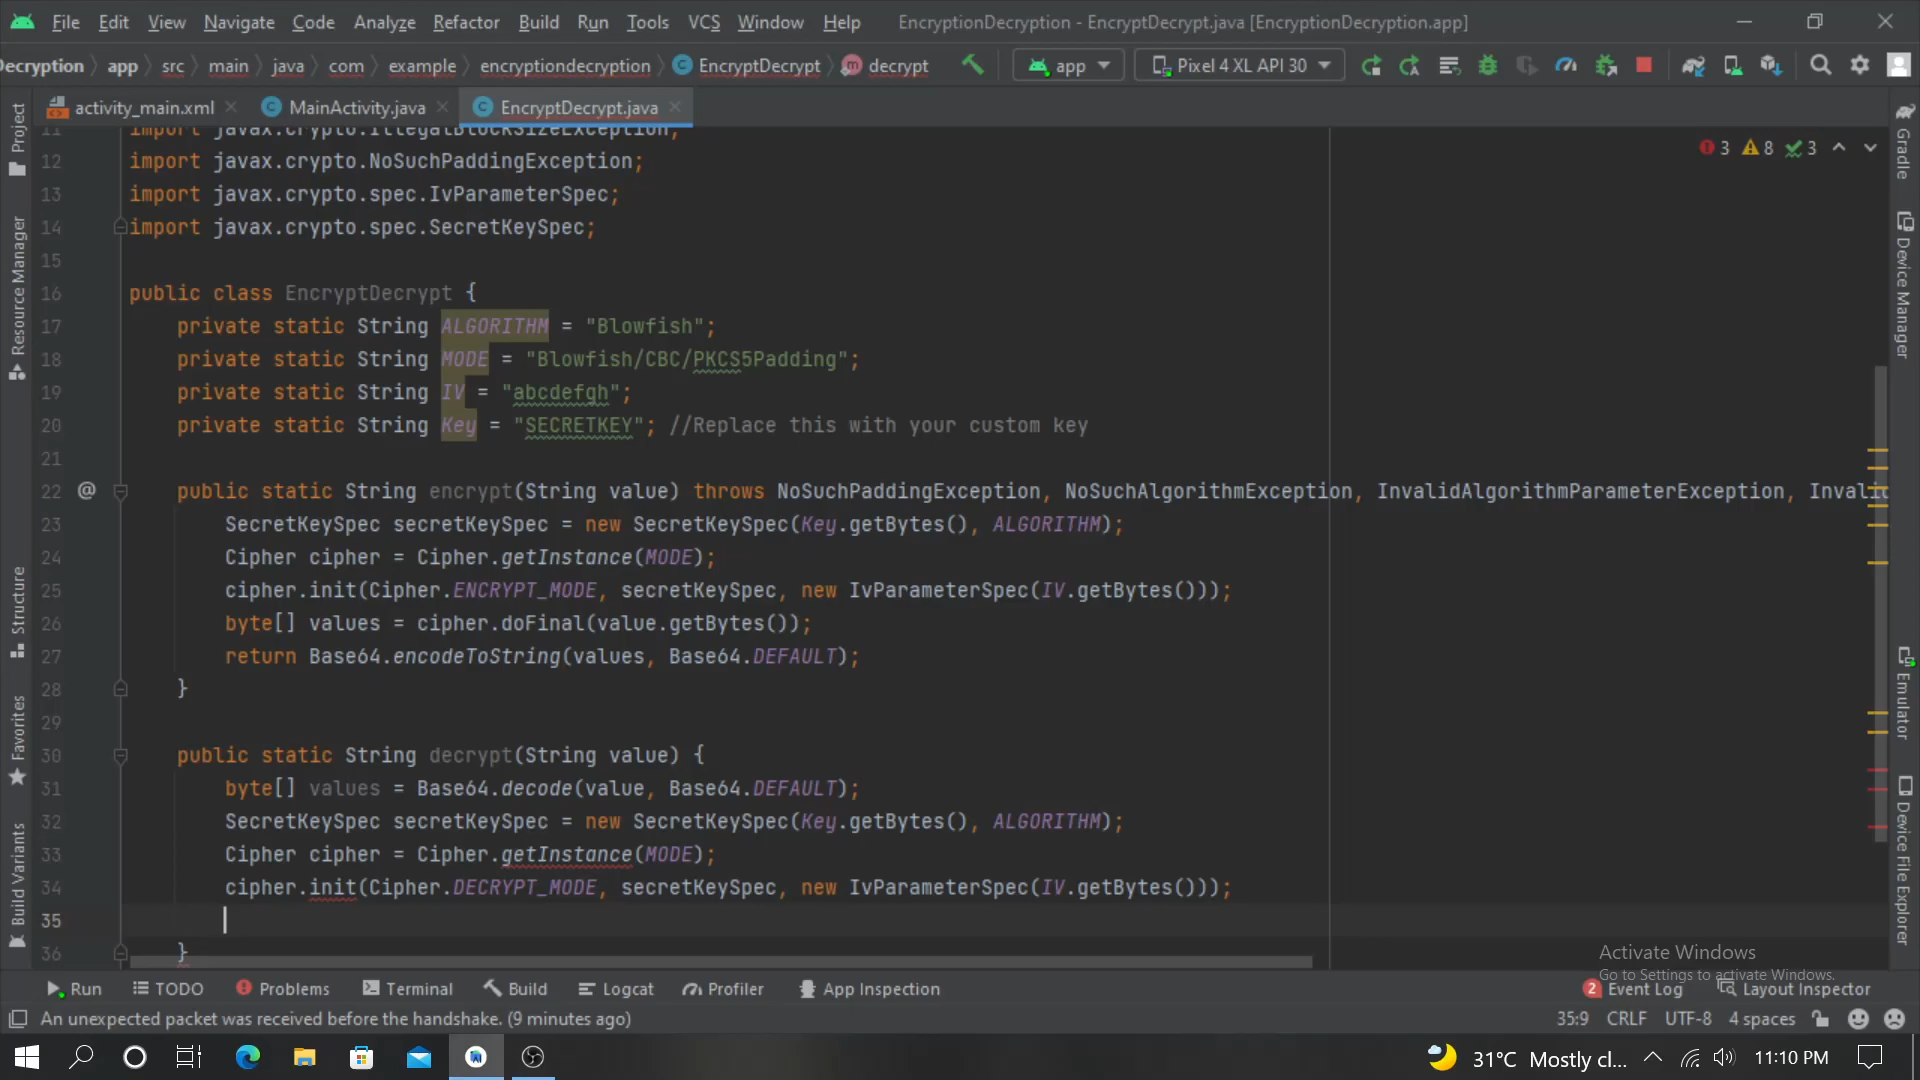 File Edit View Navigate Code Analyze Refactor Build Run Tools VCS Window Help EncryptionDecryption - EncryptDecrypt.java [EncryptionDecryption.app]
Decryption app src main java com example encryptiondecryption EncryptDecrypt decrypt app Pixel 4 XL API 30
activity_main.xml MainActivity.java EncryptDecrypt.java
11 import javax.crypto.IllegalBlockSizeException;
12 import javax.crypto.NoSuchPaddingException;
13 import javax.crypto.spec.IvParameterSpec;
14 import javax.crypto.spec.SecretKeySpec;
15
16 public class EncryptDecrypt {
17 private static String ALGORITHM = "Blowfish";
18 private static String MODE = "Blowfish/CBC/PKCS5Padding";
19 private static String IV = "abcdefgh";
20 private static String Key = "SECRETKEY"; //Replace this with your custom key
21
22 @ public static String encrypt(String value) throws NoSuchPaddingException, NoSuchAlgorithmException, InvalidAlgorithmParameterException, Invalid
23 SecretKeySpec secretKeySpec = new SecretKeySpec(Key.getBytes(), ALGORITHM);
24 Cipher cipher = Cipher.getInstance(MODE);
25 cipher.init(Cipher.ENCRYPT_MODE, secretKeySpec, new IvParameterSpec(IV.getBytes()));
26 byte[] values = cipher.doFinal(value.getBytes());
27 return Base64.encodeToString(values, Base64.DEFAULT);
28 }
29
30 public static String decrypt(String value) {
31 byte[] values = Base64.decode(value, Base64.DEFAULT);
32 SecretKeySpec secretKeySpec = new SecretKeySpec(Key.getBytes(), ALGORITHM);
33 Cipher cipher = Cipher.getInstance(MODE);
34 cipher.init(Cipher.DECRYPT_MODE, secretKeySpec, new IvParameterSpec(IV.getBytes()));
35
36 }
3 8 3
Project
Resource Manager
Structure
Favorites
Build Variants
Gradle
Device Manager
Emulator
Device File Explorer
Activate Windows
Go to Settings to activate Windows.
Run TODO Problems Terminal Build Logcat Profiler App Inspection 2 Event Log Layout Inspector
An unexpected packet was received before the handshake. (9 minutes ago) 35:9 CRLF UTF-8 4 spaces
31°C Mostly cl... 11:10 PM